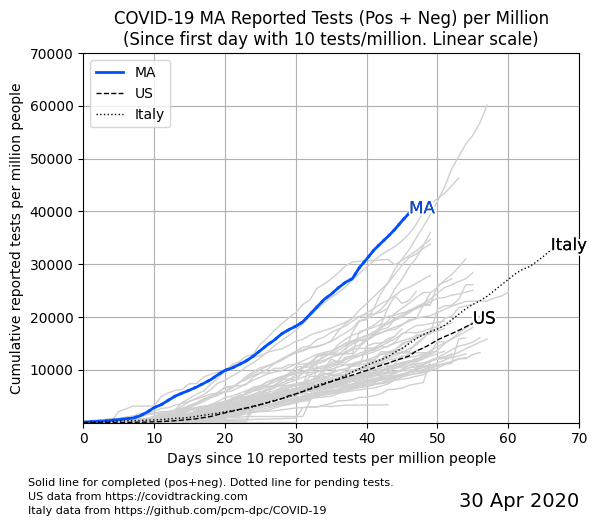 COVID-19 MA Reported Tests (Pos + Neg) per Million
(Since first day with 10 tests/million. Linear scale)
Cumulative reported tests per million people
70000
60000
50000
40000
30000
20000
10000
MA
US
Italy
MA
Italy
US
0
10
20
30
40
50
60
70
Days since 10 reported tests per million people
Solid line for completed (pos+neg). Dotted line for pending tests.
US data from https://covidtracking.com
Italy data from https://github.com/pcm-dpc/COVID-19
30 Apr 2020